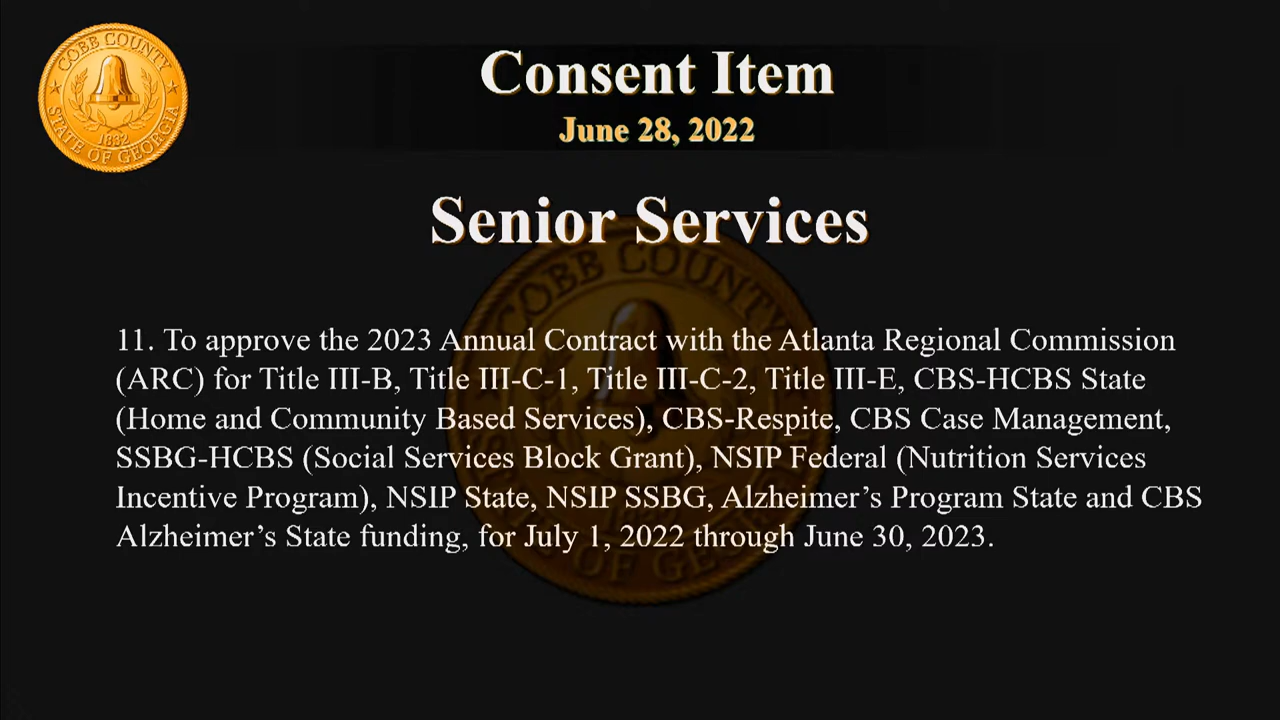 COBB COUNTY
1832
STATE OF GEORGIA
Consent Item
June 28, 2022
Senior Services
COBB COUNTY
11. To approve the 2023 Annual Contract with the Atlanta Regional Commission
(ARC) for Title III-B, Title III-C-1, Title III-C-2, Title III-E, CBS-HCBS State
(Home and Community Based Services), CBS-Respite, CBS Case Management,
SSBG-HCBS (Social Services Block Grant), NSIP Federal (Nutrition Services
Incentive Program), NSIP State, NSIP SSBG, Alzheimer’s Program State and CBS
Alzheimer’s State funding, for July 1, 2022 through June 30, 2023.